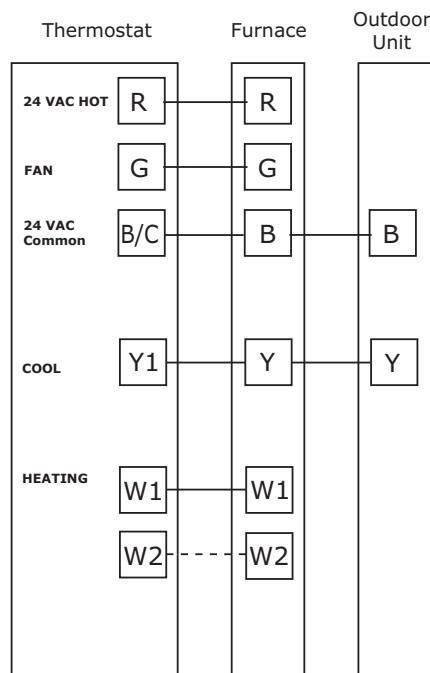 Thermostat
Furnace
Outdoor
Unit
24 VAC HOT
R
R
FAN
G
G
24 VAC
Common
B/C
B
B
COOL
Y1
Y
Y
HEATING
W1
W1
W2
W2